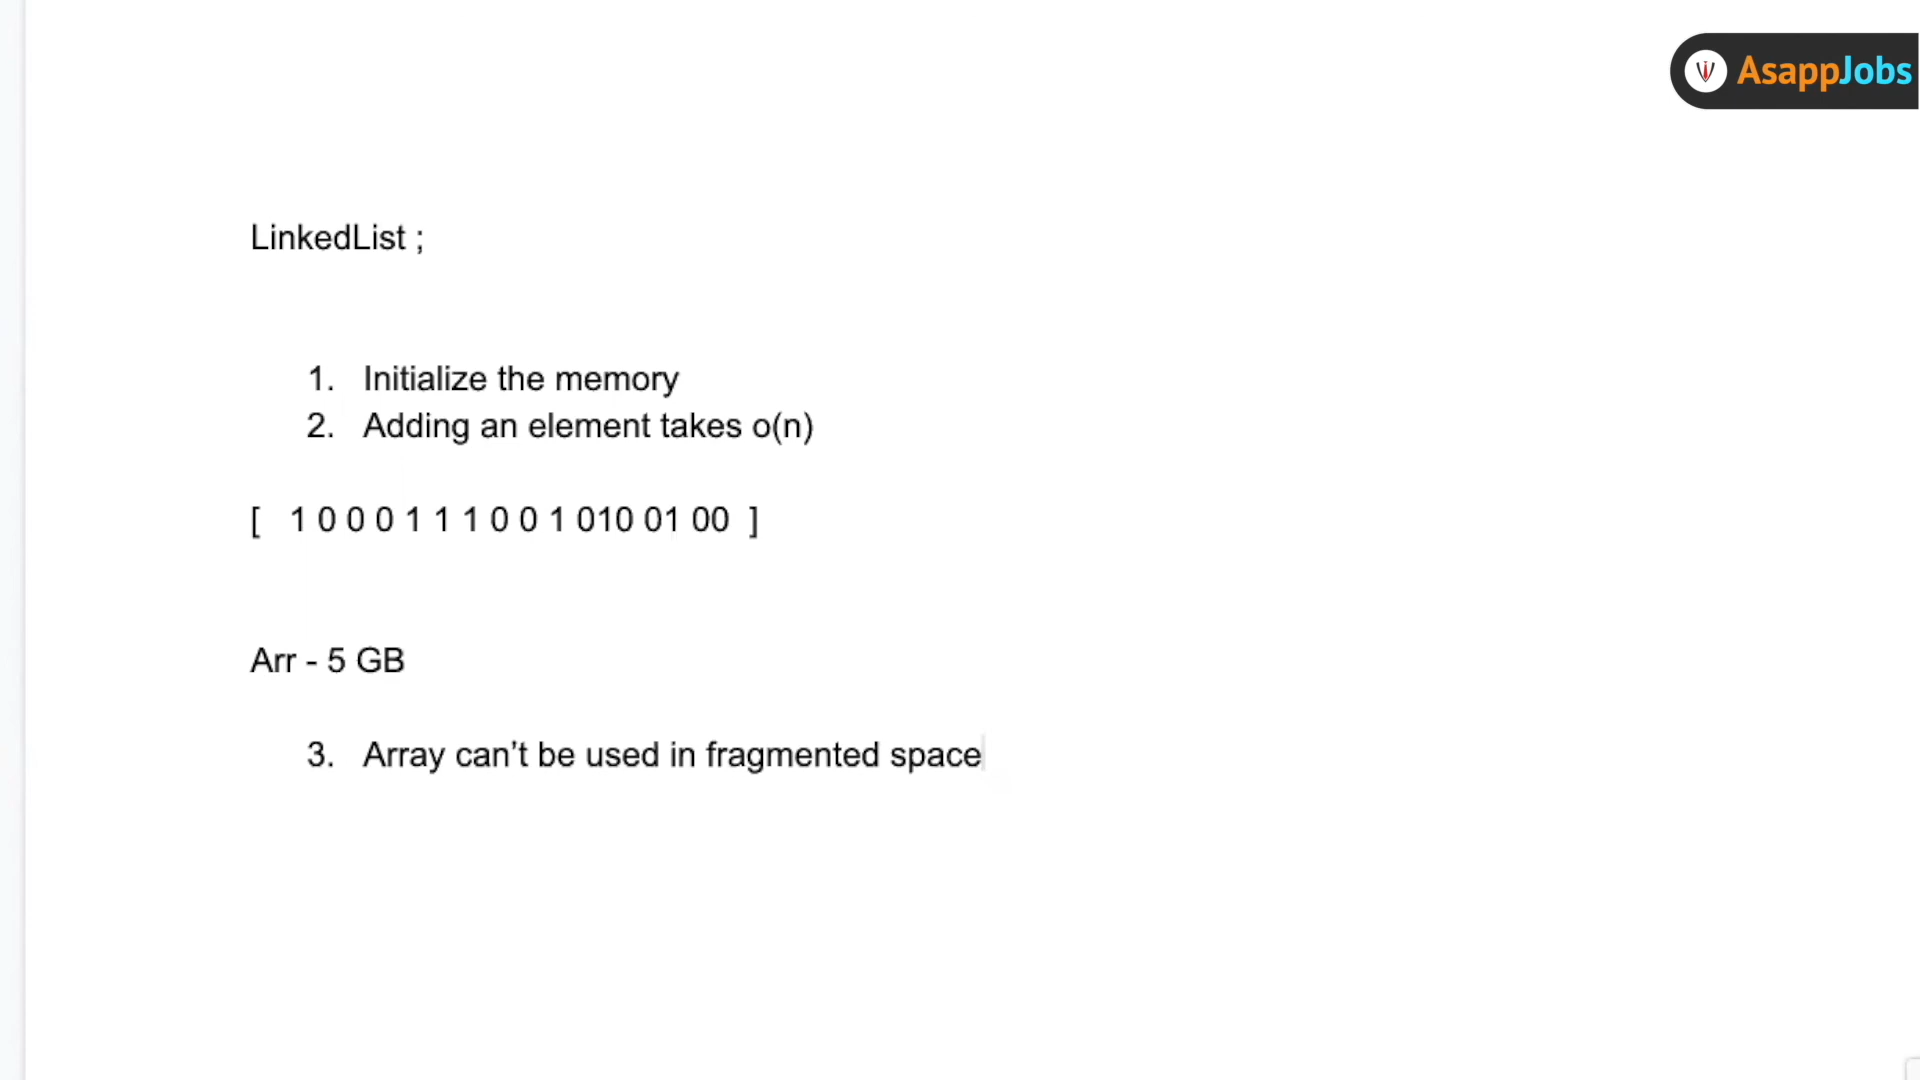 AsappJobs
LinkedList ;
1. Initialize the memory
2. Adding an element takes o(n)
[ 1 0 0 0 1 1 1 0 0 1 010 01 00 ]
Arr - 5 GB
3. Array can't be used in fragmented space